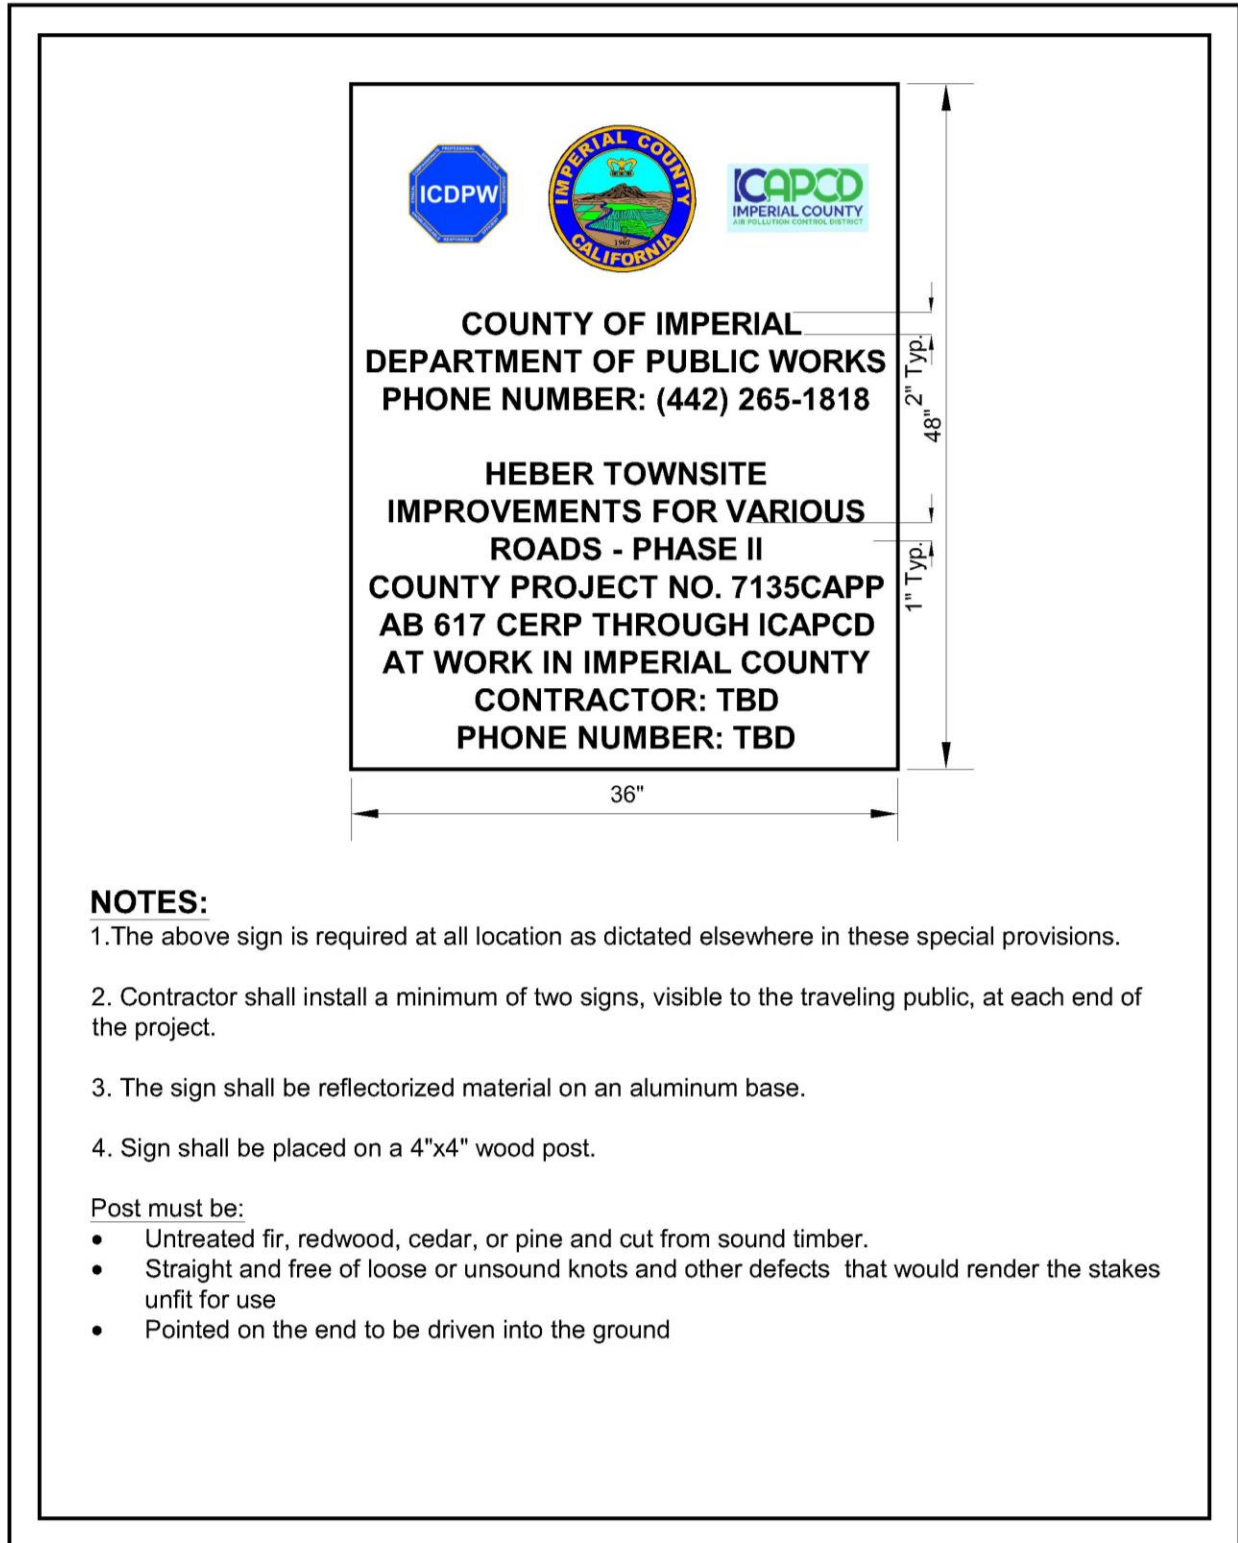 ICDPW
IMPERIAL COUNTY
1907
CALIFORNIA
ICAPCD
IMPERIAL COUNTY
AIR POLLUTION CONTROL DISTRICT
COUNTY OF IMPERIAL
DEPARTMENT OF PUBLIC WORKS
PHONE NUMBER: (442) 265-1818
HEBER TOWNSITE
IMPROVEMENTS FOR VARIOUS
ROADS - PHASE II
COUNTY PROJECT NO. 7135CAPP
AB 617 CERP THROUGH ICAPCD
AT WORK IN IMPERIAL COUNTY
CONTRACTOR: TBD
PHONE NUMBER: TBD
2" Typ.
48"
1" Typ.
36"
NOTES:
1.The above sign is required at all location as dictated elsewhere in these special provisions.
2. Contractor shall install a minimum of two signs, visible to the traveling public, at each end of
the project.
3. The sign shall be reflectorized material on an aluminum base.
4. Sign shall be placed on a 4"x4" wood post.
Post must be:
• Untreated fir, redwood, cedar, or pine and cut from sound timber.
• Straight and free of loose or unsound knots and other defects  that would render the stakes
unfit for use
• Pointed on the end to be driven into the ground